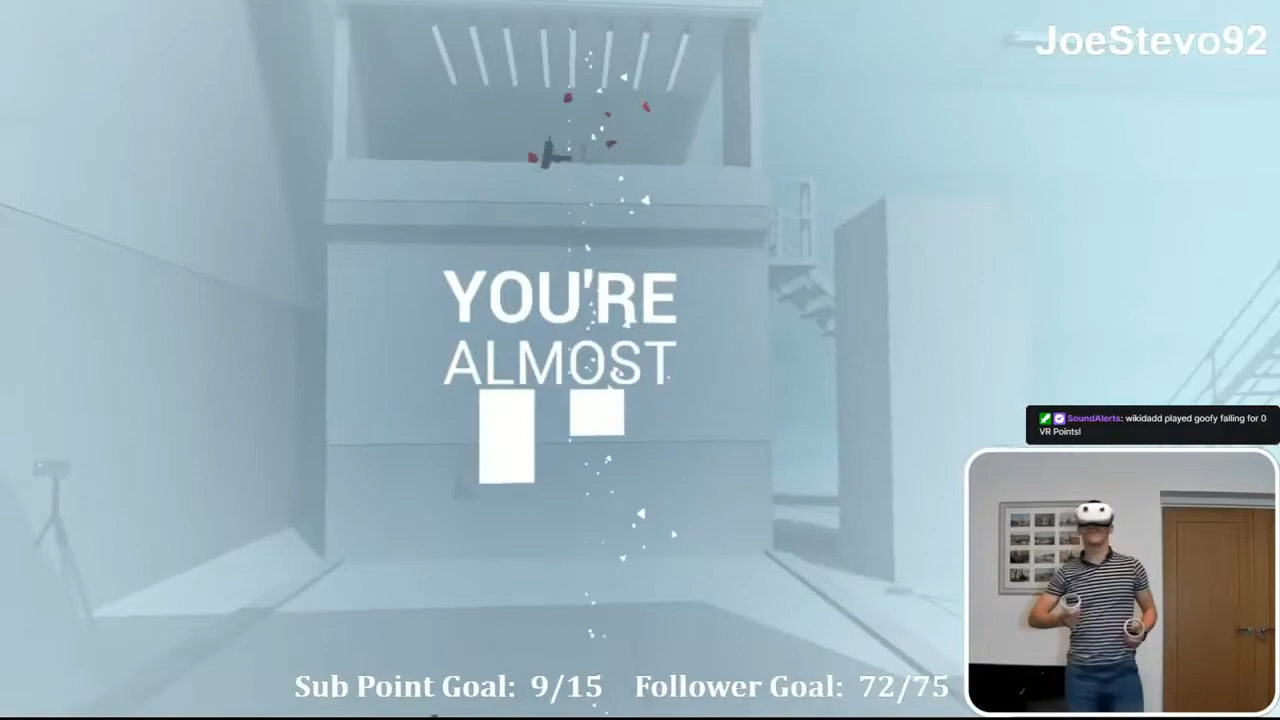 JoeStevo92
YOU'RE
ALMOST
SoundAlerts: wikidadd played goofy falling for 0
VR Points!
Sub Point Goal: 9/15 Follower Goal: 72/75